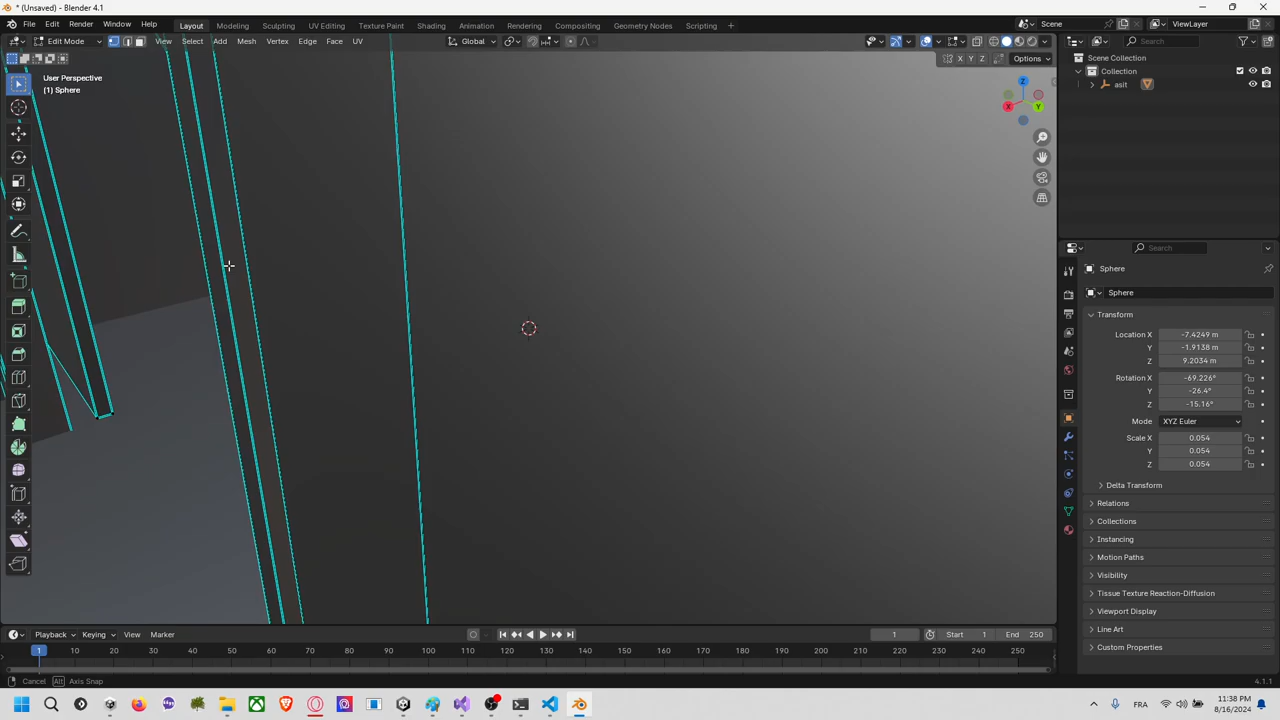 * (Unsaved) - Blender 4.1
File Edit Render Window Help Layout Modeling Sculpting UV Editing Texture Paint Shading Animation Rendering Compositing Geometry Nodes Scripting + Scene ViewLayer
Edit Mode View Select Add Mesh Vertex Edge Face UV Global Search
X Y Z Options
Scene Collection
Collection
asit
User Perspective
(1) Sphere
Z
X
Y
Search
Sphere
Sphere
Transform
Location X -7.4249 m
Y -1.9138 m
Z 9.2034 m
Rotation X -69.226°
Y -26.4°
Z -15.16°
Mode XYZ Euler
Scale X 0.054
Y 0.054
Z 0.054
Delta Transform
Relations
Collections
Instancing
Motion Paths
Visibility
Tissue Texture Reaction-Diffusion
Viewport Display
Line Art
Custom Properties
Playback Keying View Marker 1 Start 1 End 250
1 10 20 30 40 50 60 70 80 90 100 110 120 130 140 150 160 170 180 190 200 210 220 230 240 250
Cancel Alt Axis Snap 4.1.1
FRA 11:38 PM
8/16/2024